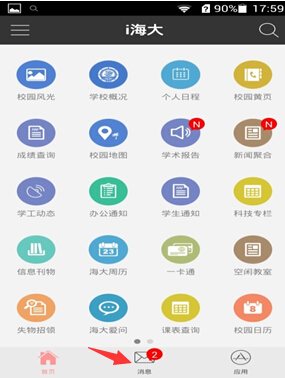 90% 17:59
i海大
校园风光 学校概况 个人日程 校园黄页
N N
成绩查询 校园地图 学术报告 新闻聚合
学工动态 办公通知 学生通知 科技专栏
23
信息刊物 海大周历 一卡通 空闲教室
8
失物招领 海大爱问 课表查询 校园日历
2
首页 消息 应用